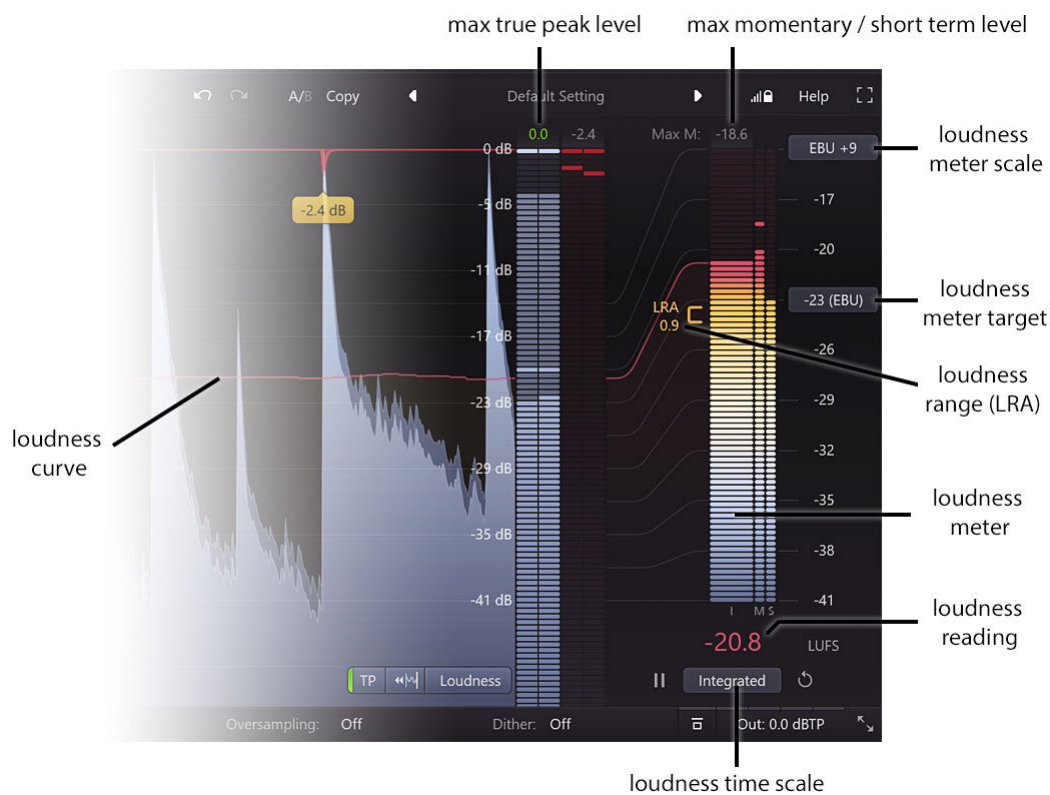 max true peak level
max momentary / short term level
A/B Copy
Default Setting
Help
0.0
-2.4
Max M: -18.6
0 dB
EBU +9
loudness
meter scale
-2.4 dB
-5 dB
-11 dB
-17 dB
-23 dB
-29 dB
-35 dB
-41 dB
-17
-20
-23 (EBU)
-26
-29
-32
-35
-38
-41
LRA
0.9
loudness
meter target
loudness
range (LRA)
loudness
curve
loudness
meter
I M S
-20.8 LUFS
loudness
reading
TP
Loudness
Integrated
Oversampling: Off
Dither: Off
Out: 0.0 dBTP
loudness time scale